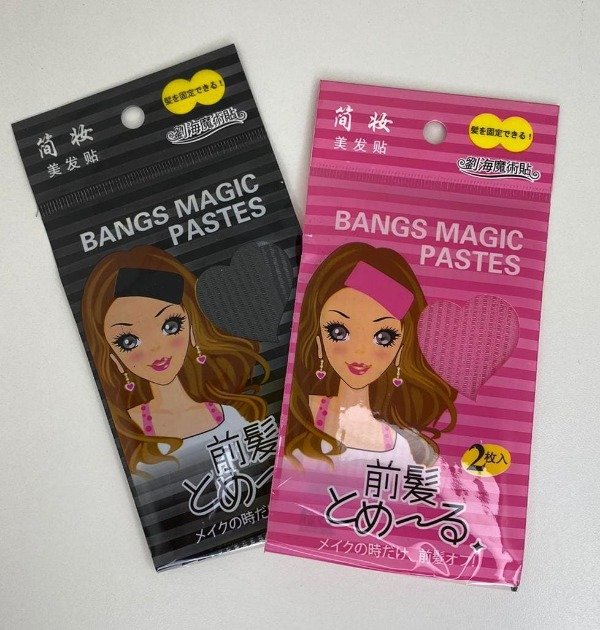 简妆
美发贴
髪を固定できる!
劉海魔術貼
BANGS MAGIC
PASTES
前髪
とめ〜
メイクの時だけ
简妆
美发贴
髪を固定できる!
劉海魔術貼
BANGS MAGIC
PASTES
2枚入
前髪
とめ〜る
メイクの時だけ、前髪オン!